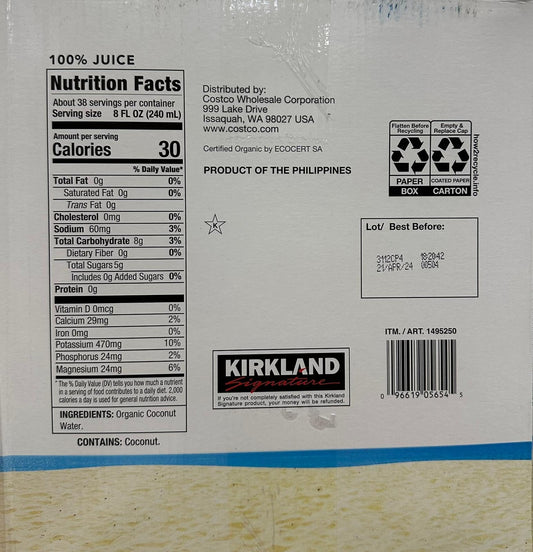 100% JUICE
Nutrition Facts
About 38 servings per container
Serving size 8 FL OZ (240 mL)
Amount per serving
Calories 30
% Daily Value*
Total Fat 0g 0%
Saturated Fat 0g 0%
Trans Fat 0g
Cholesterol 0mg 0%
Sodium 60mg 3%
Total Carbohydrate 8g 3%
Dietary Fiber 0g 0%
Total Sugars 5g
Includes 0g Added Sugars 0%
Protein 0g
Vitamin D 0mcg 0%
Calcium 29mg 2%
Iron 0mg 0%
Potassium 470mg 10%
Phosphorus 24mg 2%
Magnesium 24mg 6%
*The % Daily Value (DV) tells you how much a nutrient
in a serving of food contributes to a daily diet. 2,000
calories a day is used for general nutrition advice.
INGREDIENTS: Organic Coconut
Water.
CONTAINS: Coconut.
Distributed by:
Costco Wholesale Corporation
999 Lake Drive
Issaquah, WA 98027 USA
www.costco.com
Certified Organic by ECOCERT SA
PRODUCT OF THE PHILIPPINES
K
KIRKLAND
Signature
If you're not completely satisfied with this Kirkland
Signature product, your money will be refunded.
Flatten Before
Recycling
PAPER
BOX
Empty &
Replace Cap
COATED PAPER
CARTON
how2recycle.info
Lot/ Best Before:
3112CP4 18:2042
21/APR/24 00504
ITM. / ART. 1495250
0 96619 05654 5